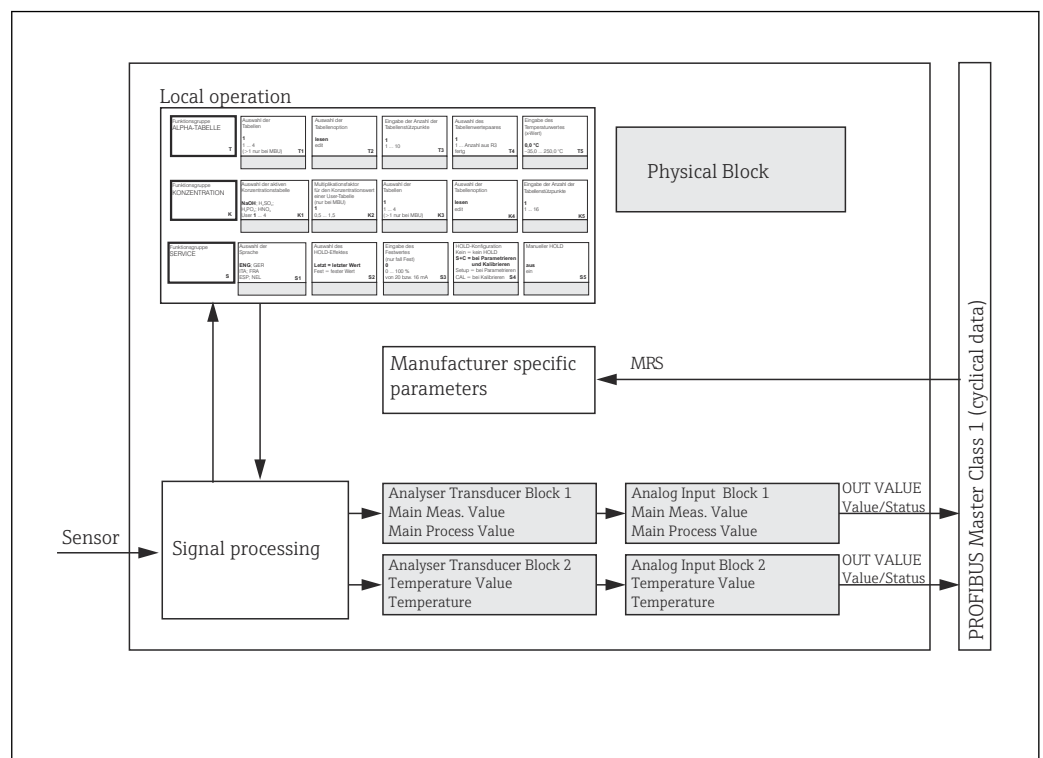 Local operation
Funktionsgruppe
ALPHA-TABELLE
T
Auswahl der
Tabellen
1
1 ... 4
(>1 nur bei MBU) T1
Auswahl der
Tabellenoption
lesen
edit
T2
Eingabe der Anzahl der
Tabellenstützpunkte
1
1 ... 10
T3
Auswahl des
Tabellenwertepaares
1
1 ... Anzahl aus R3
fertig T4
Eingabe des
Temperaturwertes
(x-Wert)
0,0 °C
-35,0 ... 250,0 °C T5
Funktionsgruppe
KONZENTRATION
K
Auswahl der aktiven
Konzentrationstabelle
NaOH; H2SO4;
H3PO4; HNO3
User 1 ... 4 K1
Multiplikationsfaktor
für den Konzentrationswert
einer User-Tabelle
(nur bei MBU)
1
0,5 ... 1,5 K2
Auswahl der
Tabellen
1
1 ... 4
(>1 nur bei MBU) K3
Auswahl der
Tabellenoption
lesen
edit
K4
Eingabe der Anzahl der
Tabellenstützpunkte
1
1 ... 16
K5
Funktionsgruppe
SERVICE
S
Auswahl der
Sprache
ENG; GER
ITA; FRA
ESP; NEL S1
Auswahl des
HOLD-Effektes
Letzt = letzter Wert
Fest = fester Wert
S2
Eingabe des
Festwertes
(nur fall Fest)
0
0 ... 100 %
von 20 bzw. 16 mA S3
HOLD-Konfiguration
Kein = kein HOLD
S+C = bei Parametrieren
und Kalibrieren
Setup = bei Parametrieren
CAL = bei Kalibrieren S4
Manueller HOLD
aus
ein
S5
Physical Block
Manufacturer specific
parameters
MRS
Sensor
Signal processing
Analyser Transducer Block 1
Main Meas. Value
Main Process Value
Analog Input Block 1
Main Meas. Value
Main Process Value
OUT VALUE
Value/Status
Analyser Transducer Block 2
Temperature Value
Temperature
Analog Input Block 2
Temperature Value
Temperature
OUT VALUE
Value/Status
PROFIBUS Master Class 1 (cyclical data)